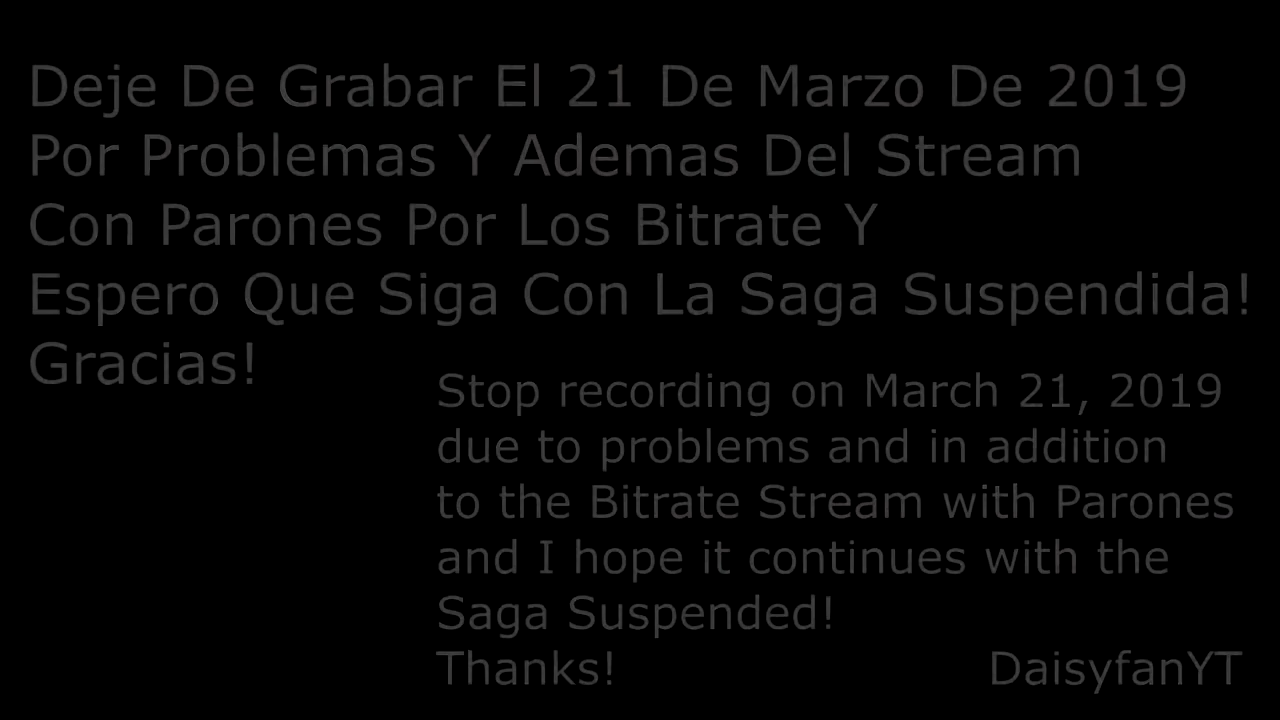 Deje De Grabar El 21 De Marzo De 2019
Por Problemas Y Ademas Del Stream
Con Parones Por Los Bitrate Y
Espero Que Siga Con La Saga Suspendida!
Gracias!
Stop recording on March 21, 2019
due to problems and in addition
to the Bitrate Stream with Parones
and I hope it continues with the
Saga Suspended!
Thanks!
DaisyfanYT